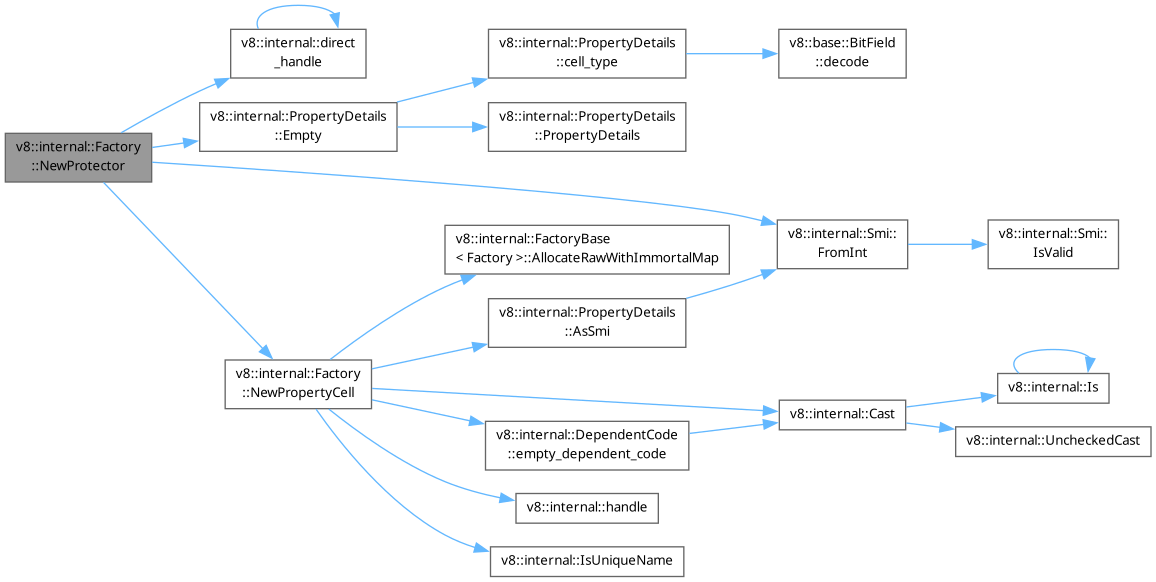 v8::internal::direct
_handle
v8::internal::PropertyDetails
::cell_type
v8::base::BitField
::decode
v8::internal::PropertyDetails
::Empty
v8::internal::PropertyDetails
::PropertyDetails
v8::internal::Factory
::NewProtector
v8::internal::FactoryBase
< Factory >::AllocateRawWithImmortalMap
v8::internal::Smi::
FromInt
v8::internal::Smi::
IsValid
v8::internal::PropertyDetails
::AsSmi
v8::internal::Factory
::NewPropertyCell
v8::internal::Is
v8::internal::Cast
v8::internal::DependentCode
::empty_dependent_code
v8::internal::UncheckedCast
v8::internal::handle
v8::internal::IsUniqueName